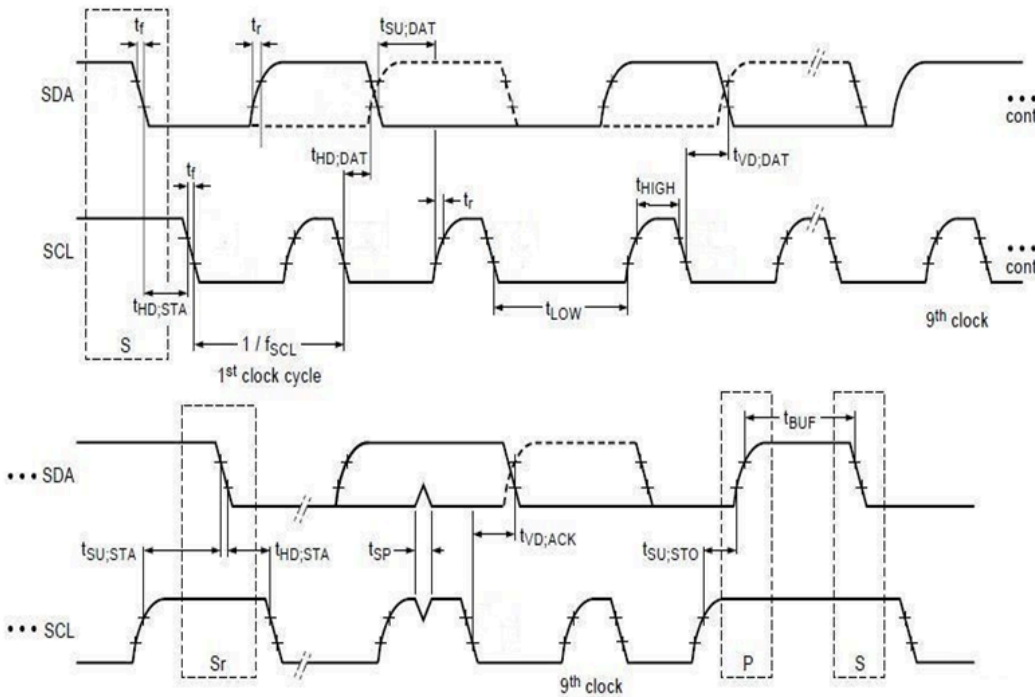 tf
tr
tSU;DAT
SDA
••• cont
tHD;DAT
tVD;DAT
tf
tr
tHIGH
SCL
••• cont
tHD;STA
tLOW
9th clock
S
1 / fSCL
1st clock cycle
tBUF
••• SDA
tSU;STA
tHD;STA
tSP
tVD;ACK
tSU;STO
••• SCL
Sr
P
S
9th clock